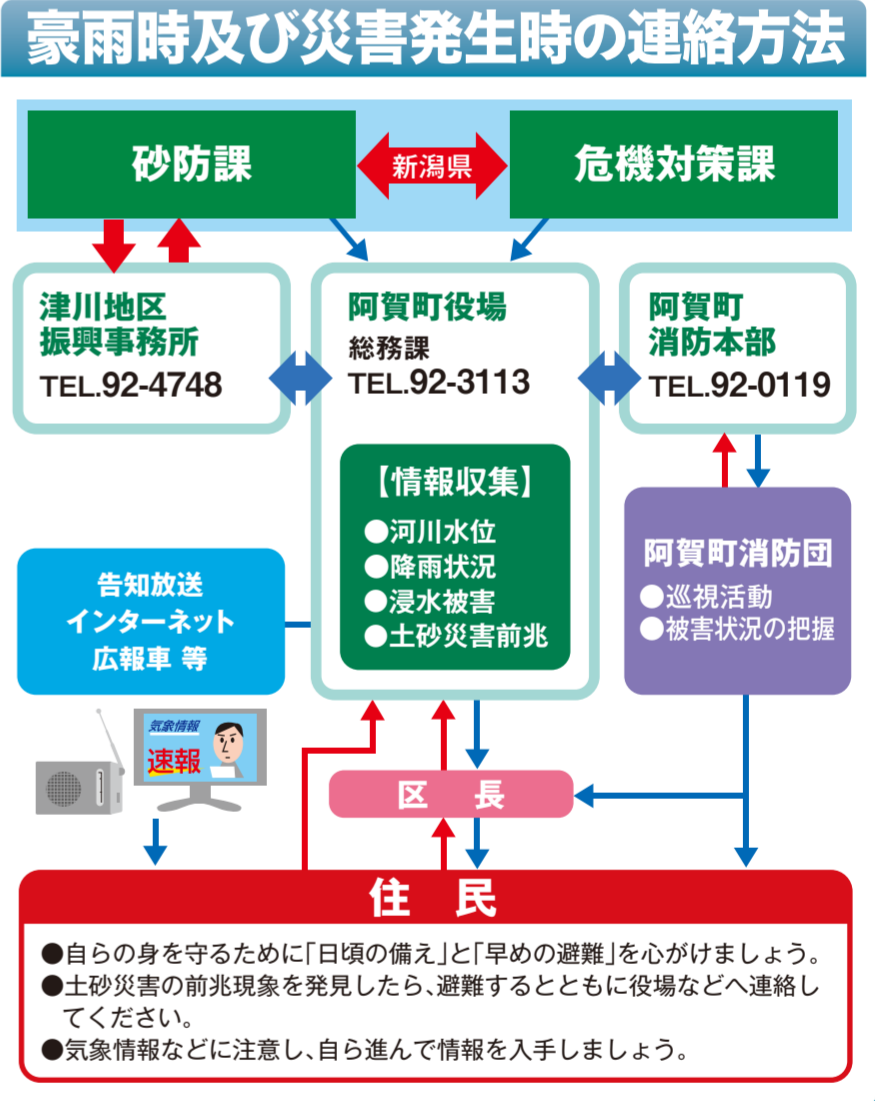 豪雨時及び災害発生時の連絡方法
砂防課
新潟県
危機対策課
津川地区
振興事務所
TEL.92-4748
阿賀町役場
総務課
TEL.92-3113
阿賀町
消防本部
TEL.92-0119
【情報収集】
●河川水位
●降雨状況
●浸水被害
●土砂災害前兆
阿賀町消防団
●巡視活動
●被害状況の把握
告知放送
インターネット
広報車 等
気象情報
速報
区 長
住 民
●自らの身を守るために「日頃の備え」と「早めの避難」を心がけましょう。
●土砂災害の前兆現象を発見したら、避難するとともに役場などへ連絡し
てください。
●気象情報などに注意し、自ら進んで情報を入手しましょう。